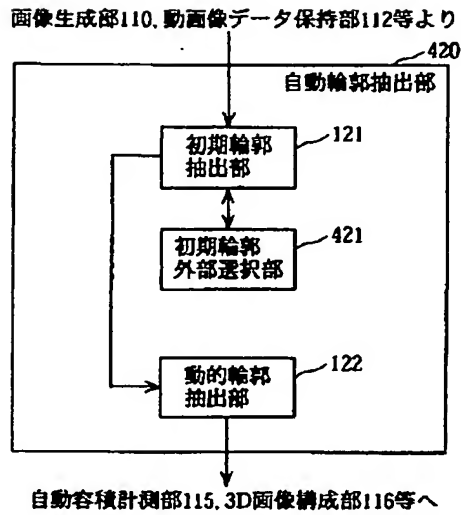 画像生成部110,動画像データ保持部112等より
420
自動輪郭抽出部
初期輪郭
抽出部
121
初期輪郭
外部選択部
421
動的輪郭
抽出部
122
自動容積計測部115,3D画像構成部116等へ